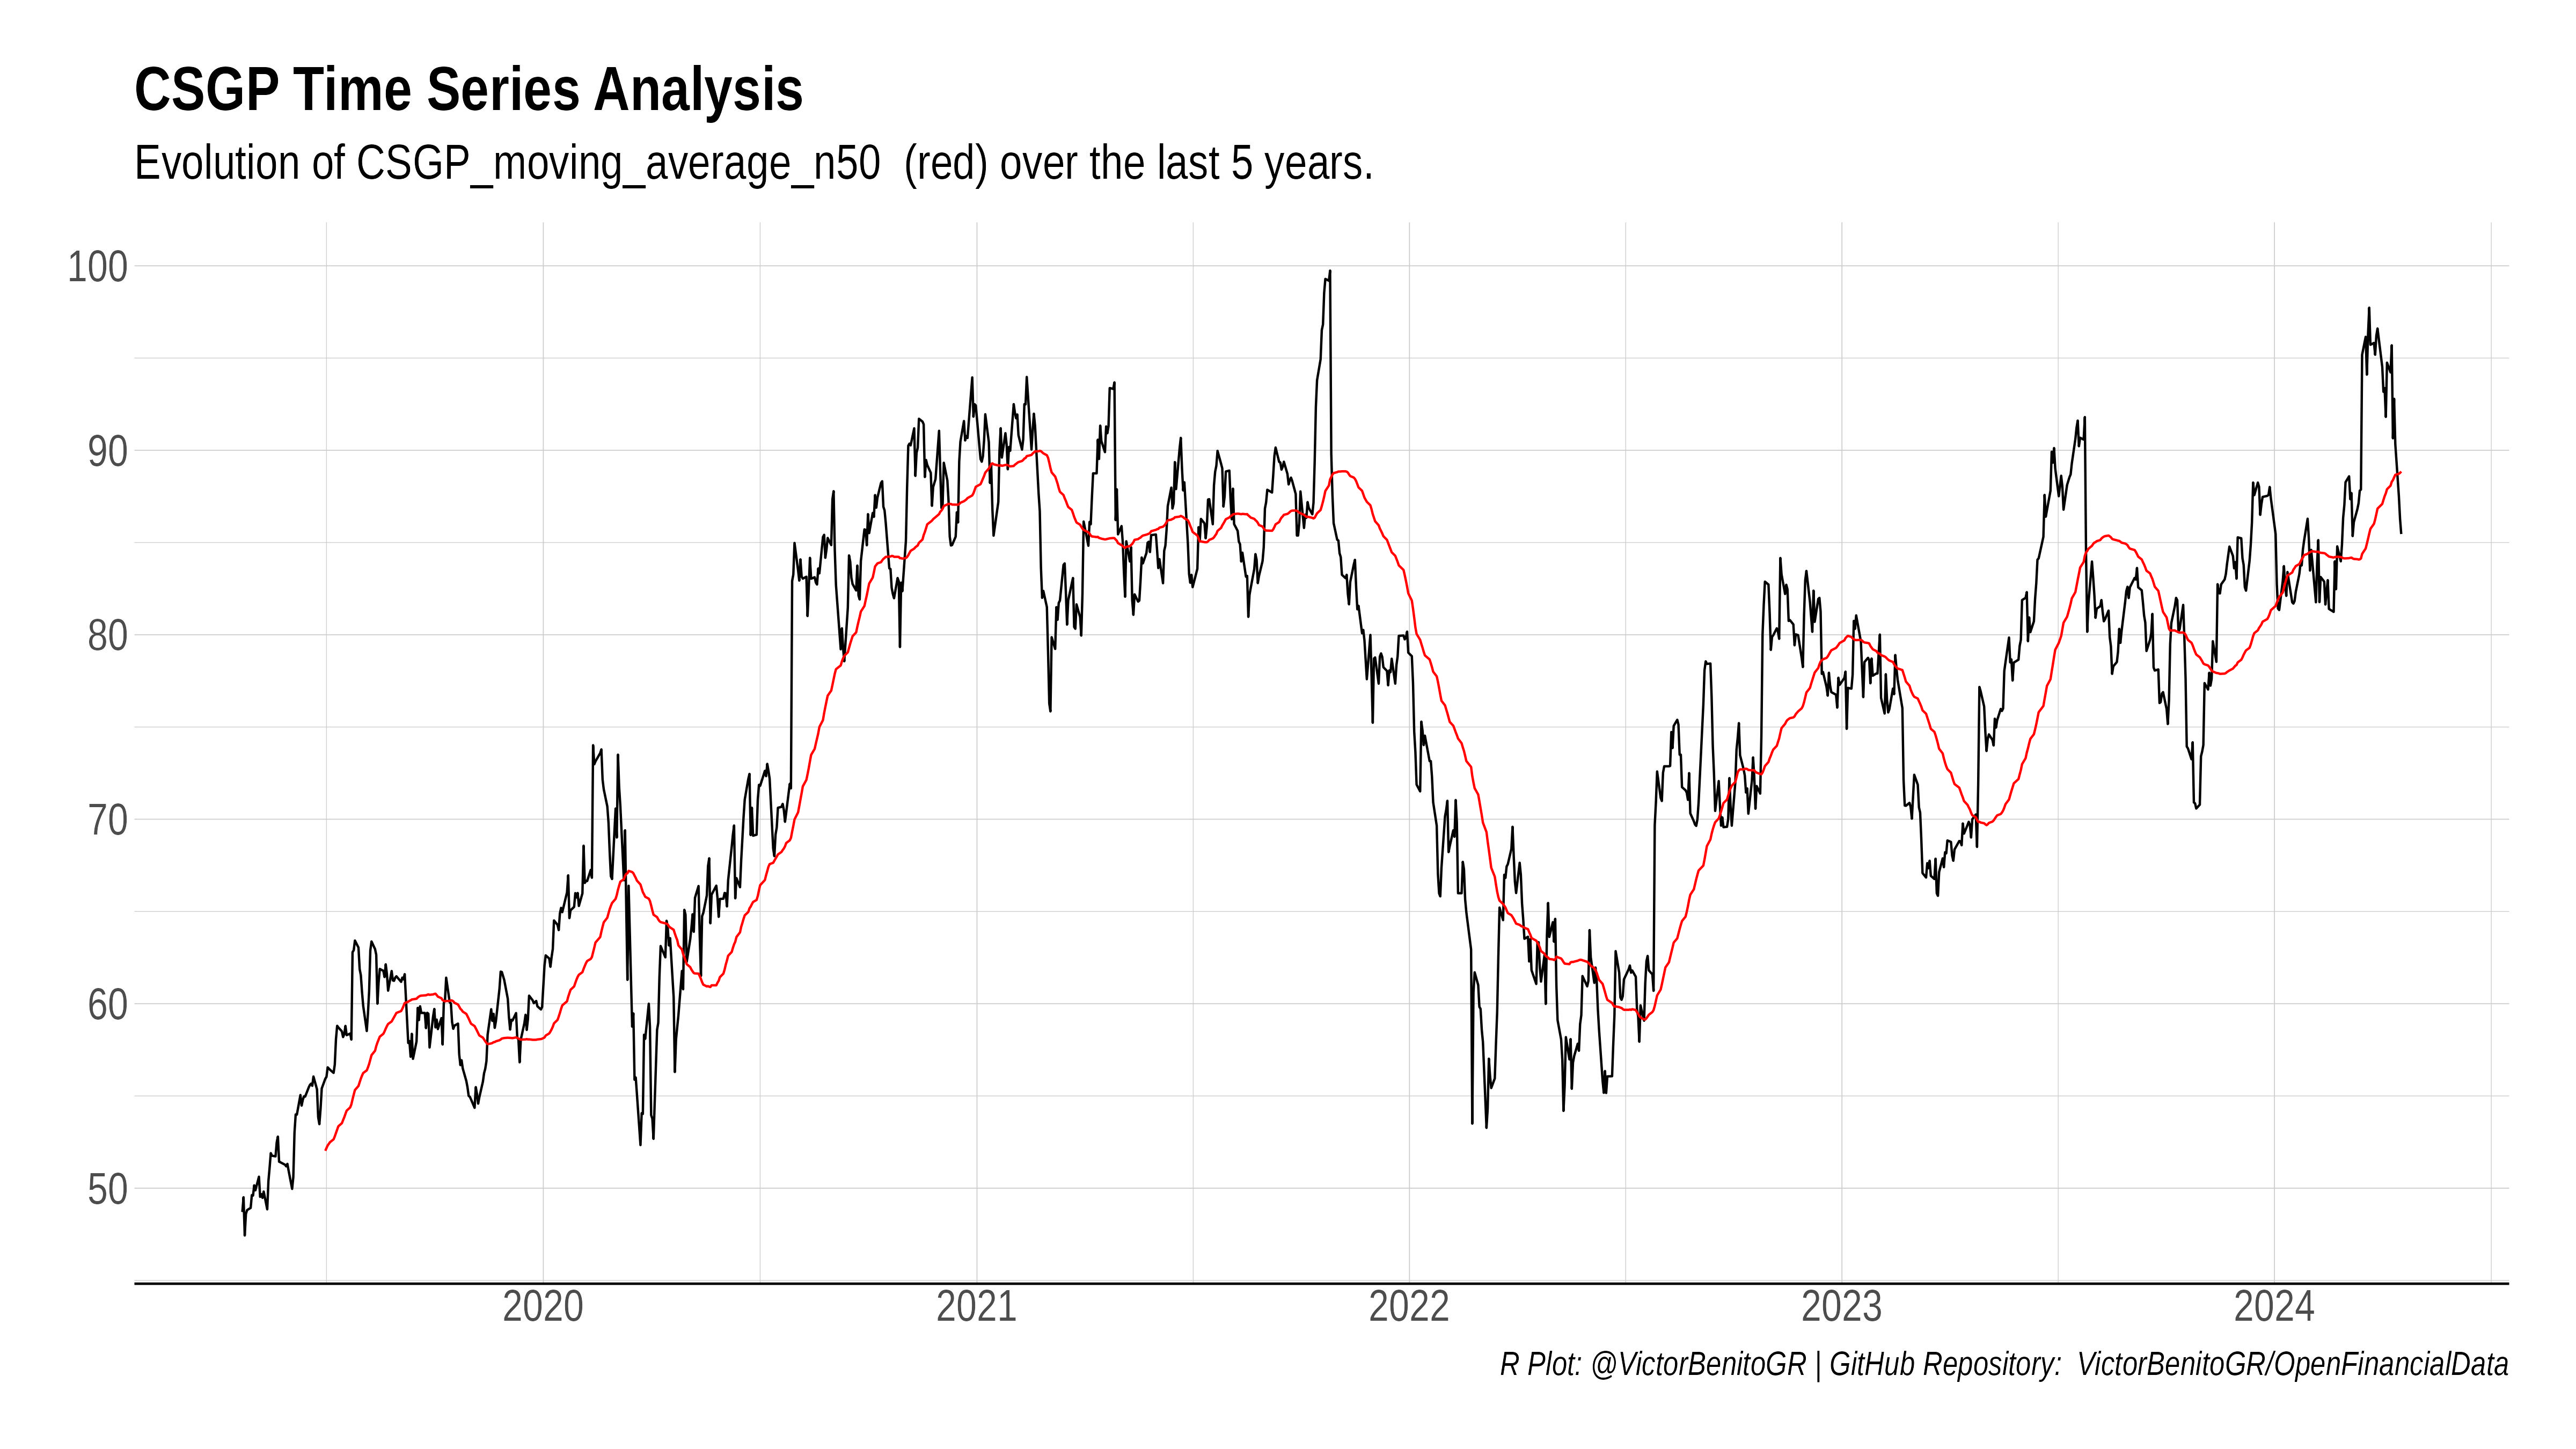 CSGP Time Series Analysis
Evolution of CSGP_moving_average_n50  (red) over the last 5 years.
100
90
80
70
60
50
2020 2021 2022 2023 2024
R Plot: @VictorBenitoGR | GitHub Repository:  VictorBenitoGR/OpenFinancialData